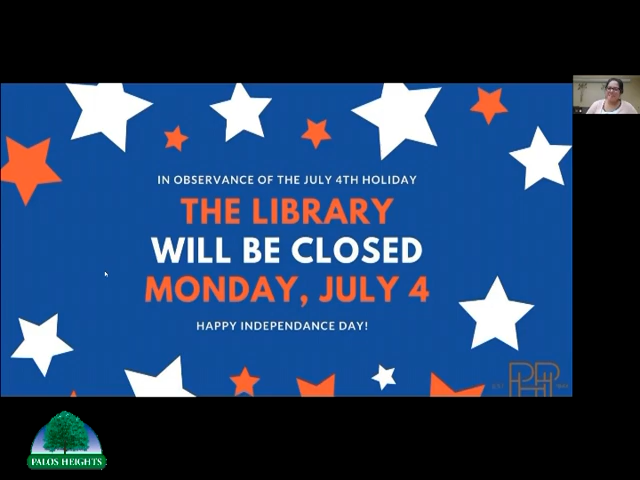 IN OBSERVANCE OF THE JULY 4TH HOLIDAY
THE LIBRARY
WILL BE CLOSED
MONDAY, JULY 4
HAPPY INDEPENDANCE DAY!
PALOS HEIGHTS